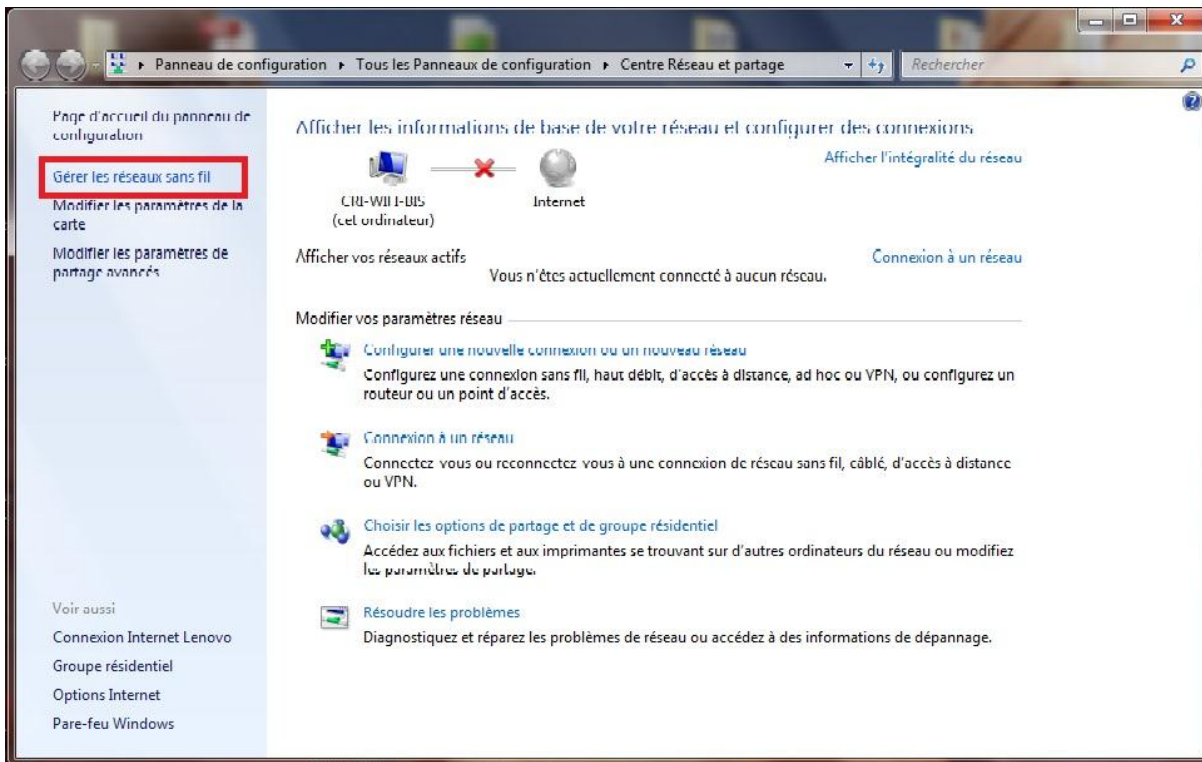 Panneau de configuration ▸ Tous les Panneaux de configuration ▸ Centre Réseau et partage
Rechercher
Page d'accueil du panneau de
configuration
Gérer les réseaux sans fil
Modifier les paramètres de la
carte
Modifier les paramètres de
partage avancés
Afficher les informations de base de votre réseau et configurer des connexions
Afficher l'intégralité du réseau
CRI-WIFI-BIS
(cet ordinateur)
Internet
Afficher vos réseaux actifs
Connexion à un réseau
Vous n'êtes actuellement connecté à aucun réseau.
Modifier vos paramètres réseau
Configurer une nouvelle connexion ou un nouveau réseau
Configurez une connexion sans fil, haut débit, d'accès à distance, ad hoc ou VPN, ou configurez un
routeur ou un point d'accès.
Connexion à un réseau
Connectez-vous ou reconnectez-vous à une connexion de réseau sans fil, câblé, d'accès à distance
ou VPN.
Choisir les options de partage et de groupe résidentiel
Accédez aux fichiers et aux imprimantes se trouvant sur d'autres ordinateurs du réseau ou modifiez
les paramètres de partage.
Résoudre les problèmes
Diagnostiquez et réparez les problèmes de réseau ou accédez à des informations de dépannage.
Voir aussi
Connexion Internet Lenovo
Groupe résidentiel
Options Internet
Pare-feu Windows